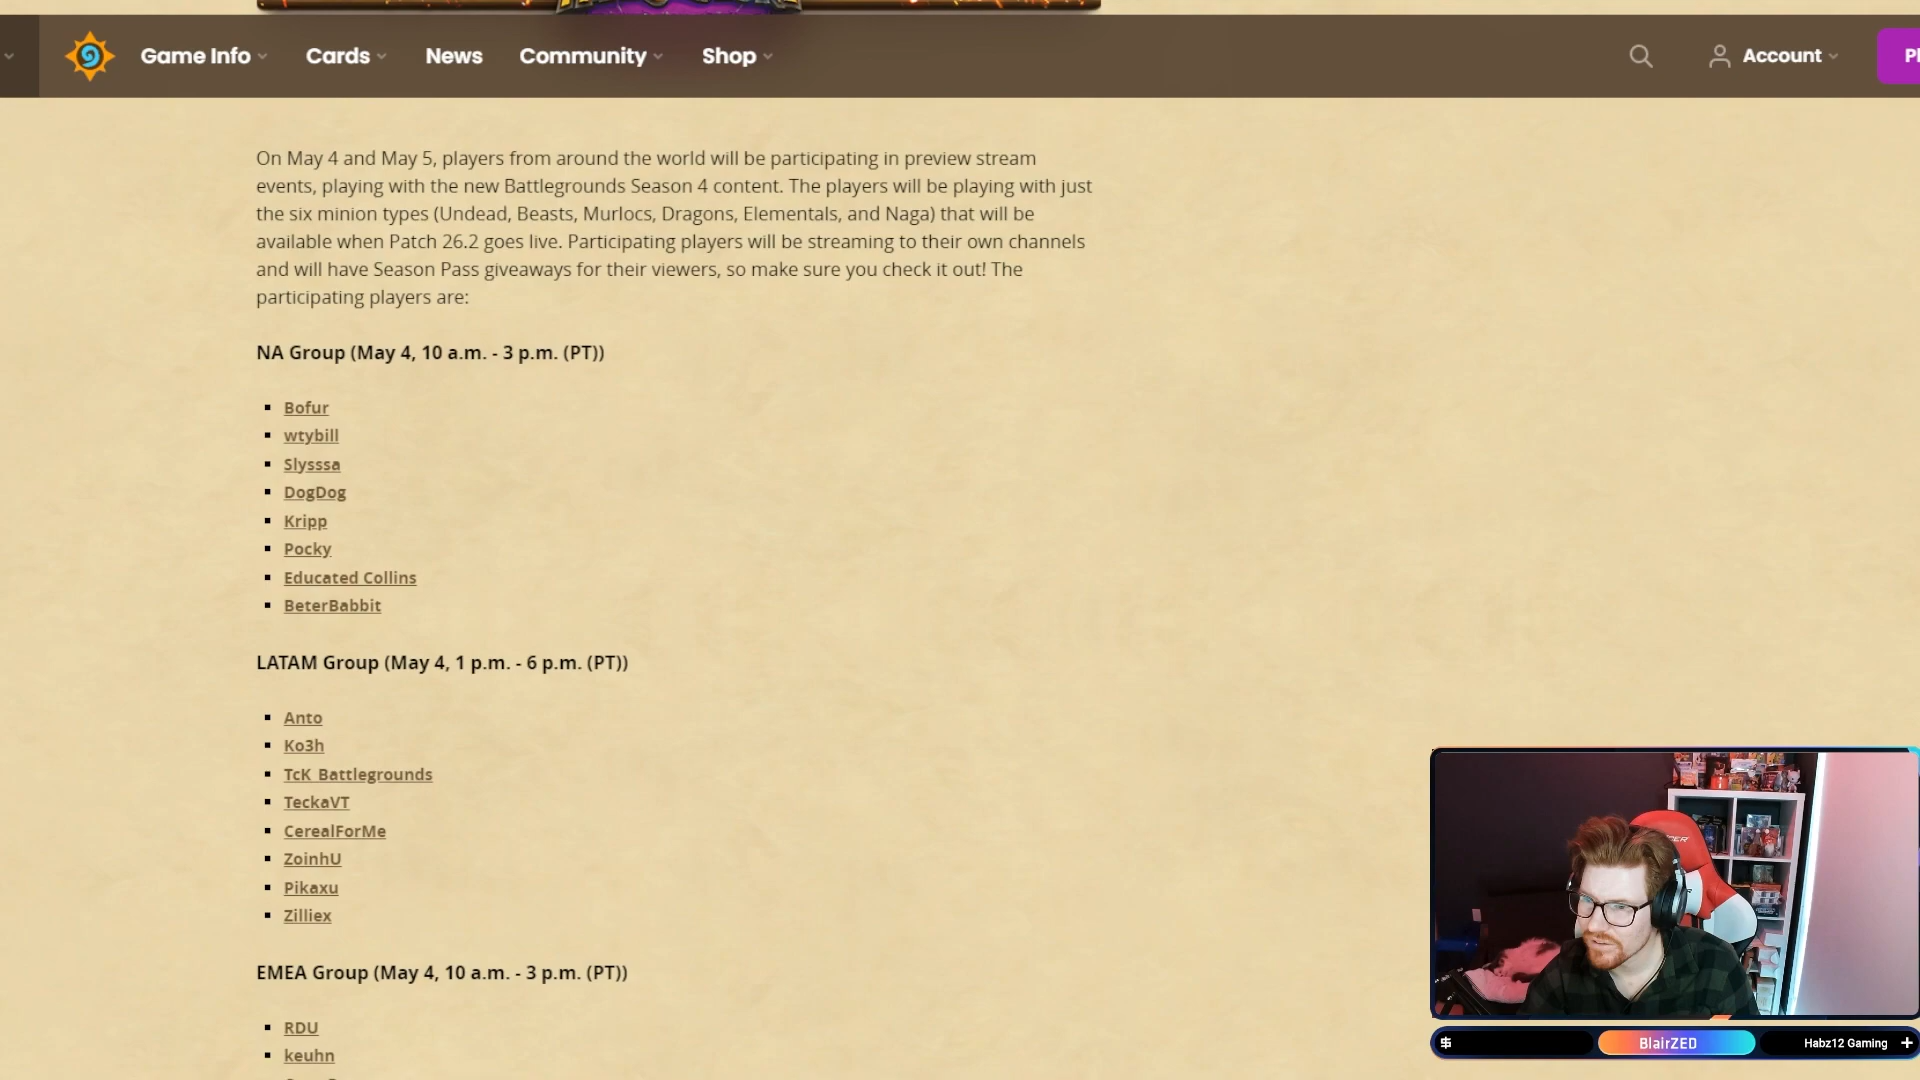 Game Info
Cards
News
Community
Shop
Account
On May 4 and May 5, players from around the world will be participating in preview stream
events, playing with the new Battlegrounds Season 4 content. The players will be playing with just
the six minion types (Undead, Beasts, Murlocs, Dragons, Elementals, and Naga) that will be
available when Patch 26.2 goes live. Participating players will be streaming to their own channels
and will have Season Pass giveaways for their viewers, so make sure you check it out! The
participating players are:
NA Group (May 4, 10 a.m. - 3 p.m. (PT))
Bofur
wtybill
Slysssa
DogDog
Kripp
Pocky
Educated Collins
BeterBabbit
LATAM Group (May 4, 1 p.m. - 6 p.m. (PT))
Anto
Ko3h
TcK Battlegrounds
TeckaVT
CerealForMe
ZoinhU
Pikaxu
Zilliex
EMEA Group (May 4, 10 a.m. - 3 p.m. (PT))
RDU
keuhn
BlairZED
Habz12 Gaming